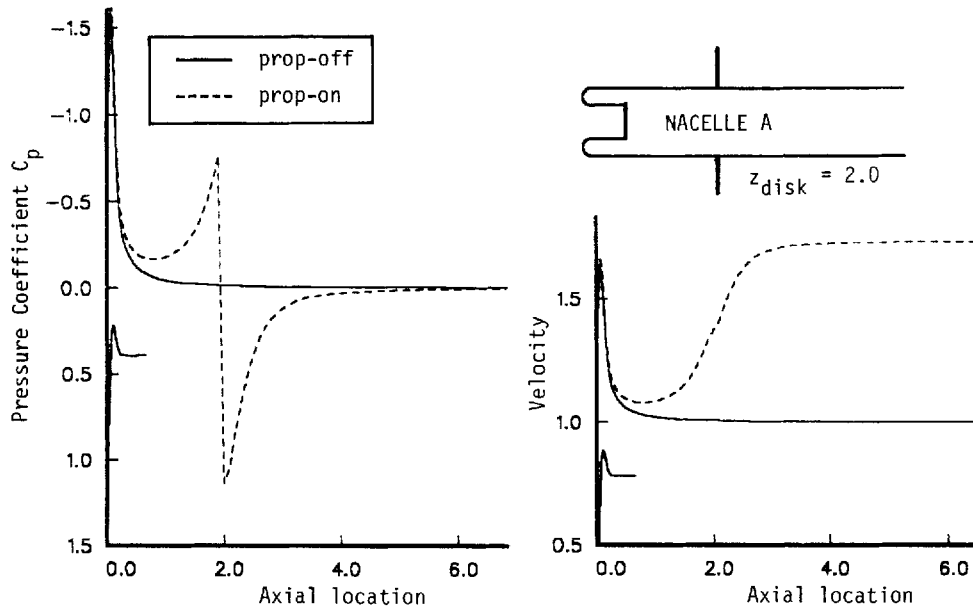 prop-off
prop-on
Pressure Coefficient Cp
-1.5
-1.0
-0.5
0.0
0.5
1.0
1.5
0.0 2.0 4.0 6.0
Axial location
NACELLE A
zdisk = 2.0
Velocity
1.5
1.0
0.5
0.0 2.0 4.0 6.0
Axial location